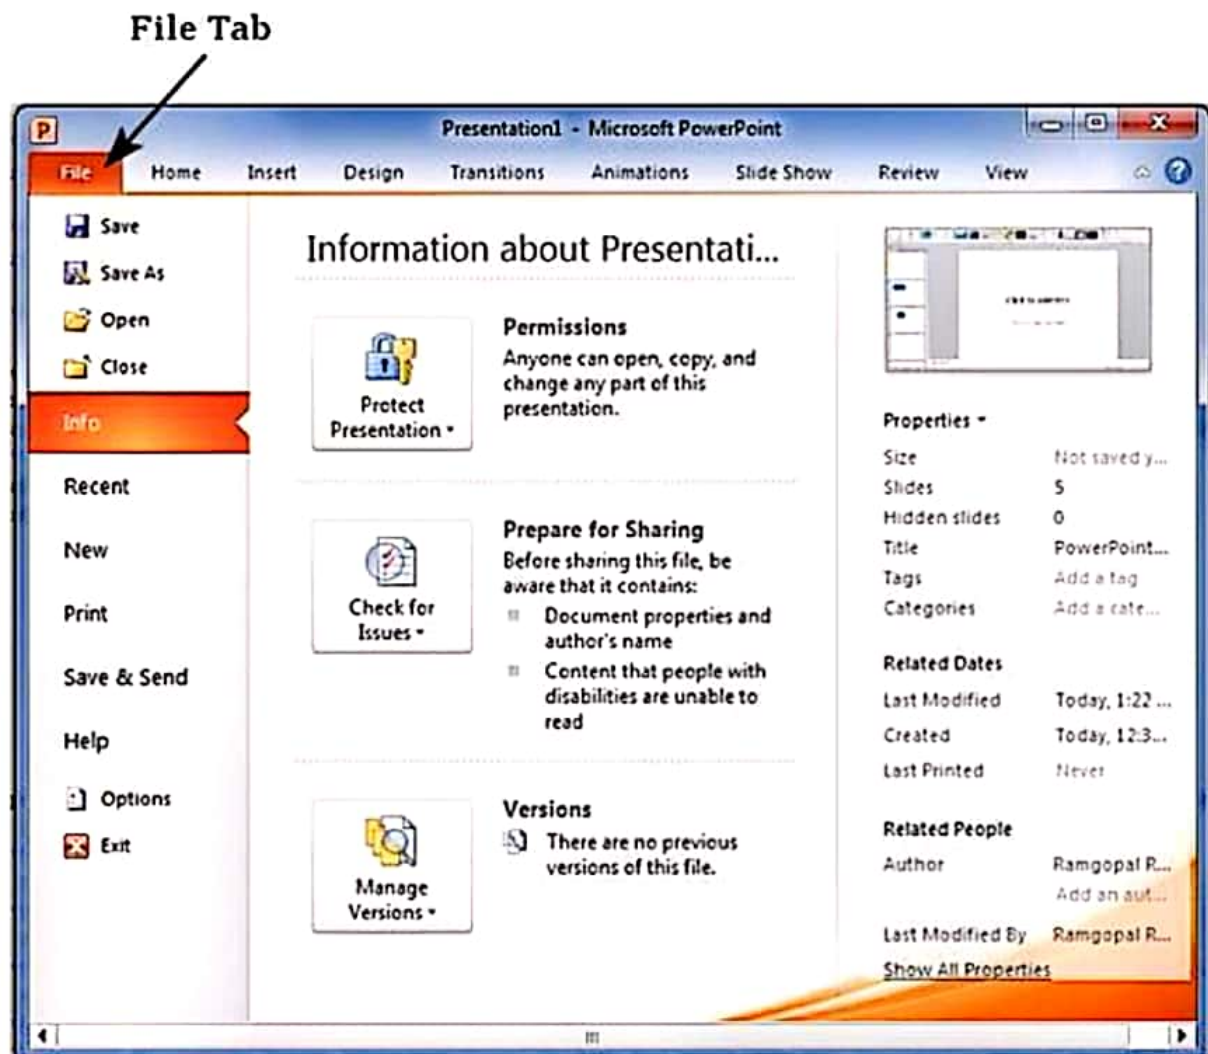 File Tab
Presentation1 - Microsoft PowerPoint
File Home Insert Design Transitions Animations Slide Show Review View
Save
Save As
Open
Close
Info
Recent
New
Print
Save & Send
Help
Options
Exit
Information about Presentati...
Protect
Presentation
Permissions
Anyone can open, copy, and
change any part of this
presentation.
Check for
Issues
Prepare for Sharing
Before sharing this file, be
aware that it contains:
Document properties and
author's name
Content that people with
disabilities are unable to
read
Manage
Versions
Versions
There are no previous
versions of this file.
Properties
Size Not saved y...
Slides 5
Hidden slides 0
Title PowerPoint...
Tags Add a tag
Categories Add a cate...
Related Dates
Last Modified Today, 1:22 ...
Created Today, 12:3...
Last Printed Never
Related People
Author Ramgopal R...
Add an aut...
Last Modified By Ramgopal R...
Show All Properties